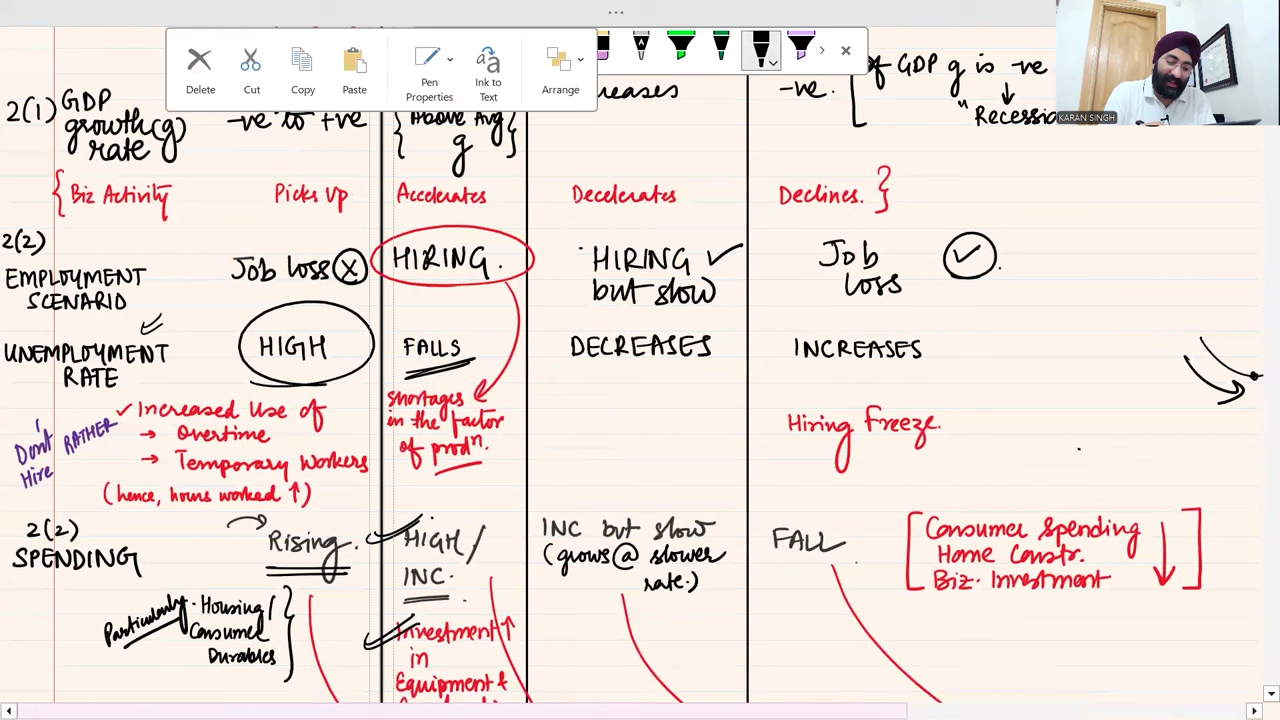 Delete
Cut
Copy
Paste
Pen Properties
Ink to Text
Arrange
KARAN SINGH
2(1) GDP growth(g) rate
-ve to +ve
{Above Avg g}
-ve.
of GDP g is -ve
"Recession
{Biz Activity Picks Up Accelerates Decelerates Declines.}
2(2)
EMPLOYMENT SCENARIO
Job loss (x)
HIRING.
HIRING ✓ but slow
Job loss ✓
UNEMPLOYMENT RATE
HIGH
FALLS
DECREASES
INCREASES
Don't Hire
RATHER
✓ Increased Use of
→ Overtime
→ Temporary Workers
(hence, hours worked ↑)
Shortages
in the factor
of prodⁿ.
Hiring Freeze.
2(2)
SPENDING
Rising.
HIGH/
INC.
INC but slow
(grows @ slower
rate.)
FALL
[Consumer Spending
Home Constr.
Biz. Investment ↓]
Particularly. Housing/
Consumer
Durables}
Investment ↑
in
Equipment &